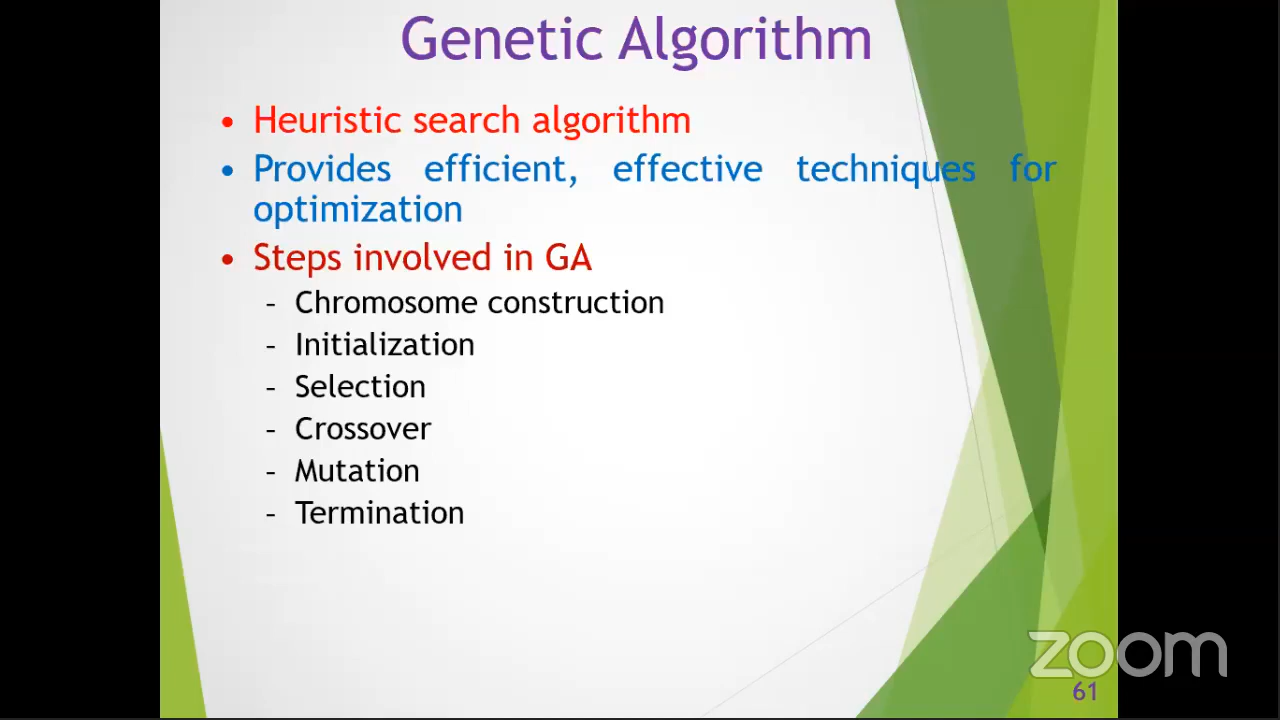 Genetic Algorithm
• Heuristic search algorithm
• Provides efficient, effective techniques for
optimization
• Steps involved in GA
- Chromosome construction
- Initialization
- Selection
- Crossover
- Mutation
- Termination
zoom
61